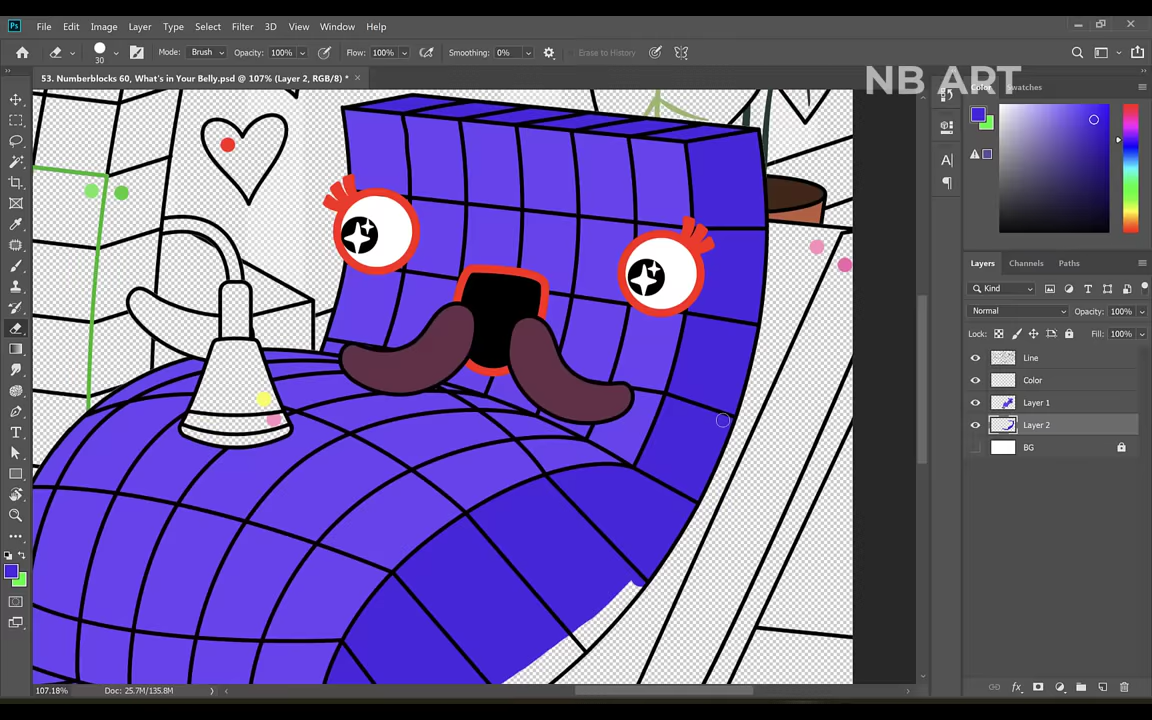 Ps File Edit Image Layer Type Select Filter 3D View Window Help
30 Mode: Brush Opacity: 100% Flow: 100% Smoothing: 0% Erase to History
53. Numberblocks 60, What's in Your Belly.psd @ 107% (Layer 2, RGB/8) *
NB ART
Color
Kind
Layers Channels Paths
Normal Opacity: 100%
Lock: Fill: 100%
Line
Color
Layer 1
Layer 2
BG
107.18% Doc: 25.7M/135.8M